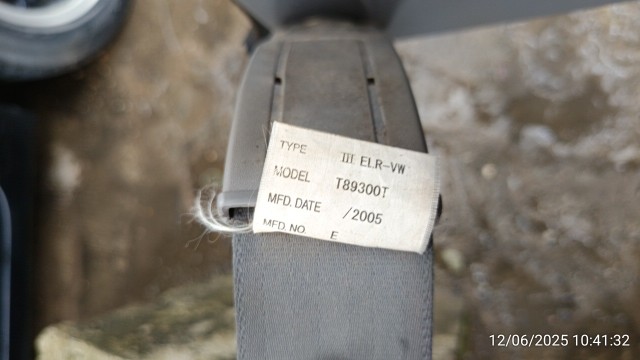 TYPE III ELR-VW
MODEL T89300T
MFD. DATE /2005
MFD. NO. E
12/06/2025 10:41:32